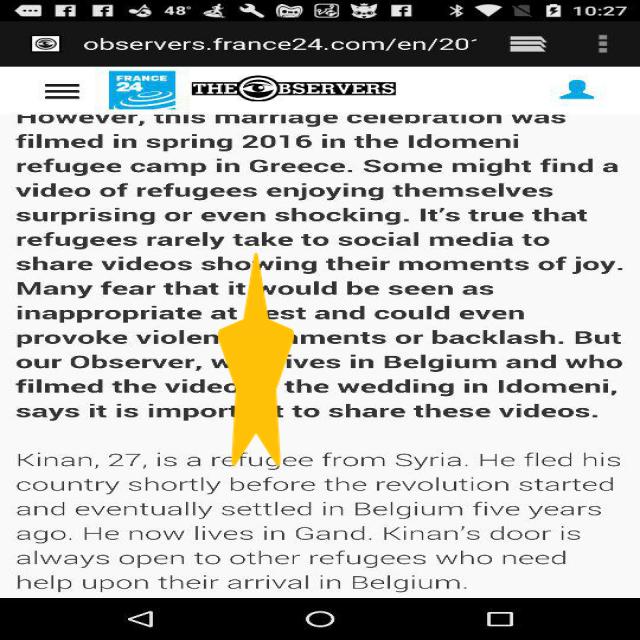 48° 10:27
observers.france24.com/en/20
FRANCE 24 THE OBSERVERS
However, this marriage celebration was
filmed in spring 2016 in the Idomeni
refugee camp in Greece. Some might find a
video of refugees enjoying themselves
surprising or even shocking. It's true that
refugees rarely take to social media to
share videos showing their moments of joy.
Many fear that it would be seen as
inappropriate at est and could even
provoke violen ments or backlash. But
our Observer, w ives in Belgium and who
filmed the video the wedding in Idomeni,
says it is import t to share these videos.
Kinan, 27, is a refugee from Syria. He fled his
country shortly before the revolution started
and eventually settled in Belgium five years
ago. He now lives in Gand. Kinan's door is
always open to other refugees who need
help upon their arrival in Belgium.